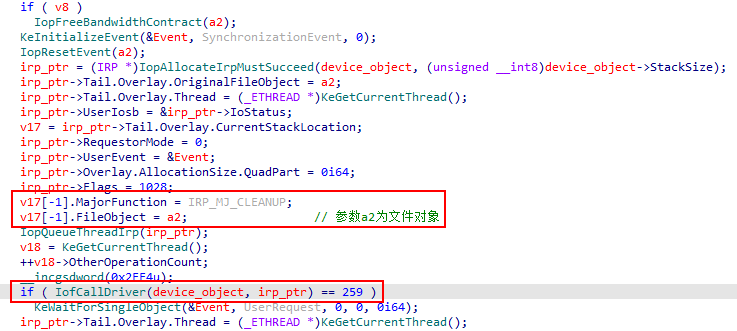 if ( v8 )
IopFreeBandwidthContract(a2);
KeInitializeEvent(&Event, SynchronizationEvent, 0);
IopResetEvent(a2);
irp_ptr = (IRP *)IopAllocateIrpMustSucceed(device_object, (unsigned __int8)device_object->StackSize);
irp_ptr->Tail.Overlay.OriginalFileObject = a2;
irp_ptr->Tail.Overlay.Thread = (_ETHREAD *)KeGetCurrentThread();
irp_ptr->UserIosb = &irp_ptr->IoStatus;
v17 = irp_ptr->Tail.Overlay.CurrentStackLocation;
irp_ptr->RequestorMode = 0;
irp_ptr->UserEvent = &Event;
irp_ptr->Overlay.AllocationSize.QuadPart = 0i64;
irp_ptr->Flags = 1028;
v17[-1].MajorFunction = IRP_MJ_CLEANUP;
v17[-1].FileObject = a2; // 参数a2为文件对象
IopQueueThreadIrp(irp_ptr);
v18 = KeGetCurrentThread();
++v18->OtherOperationCount;
__incgsdword(0x2EE4u);
if ( IofCallDriver(device_object, irp_ptr) == 259 )
KeWaitForSingleObject(&Event, UserRequest, 0, 0, 0i64);
irp_ptr->Tail.Overlay.Thread = (_ETHREAD *)KeGetCurrentThread();